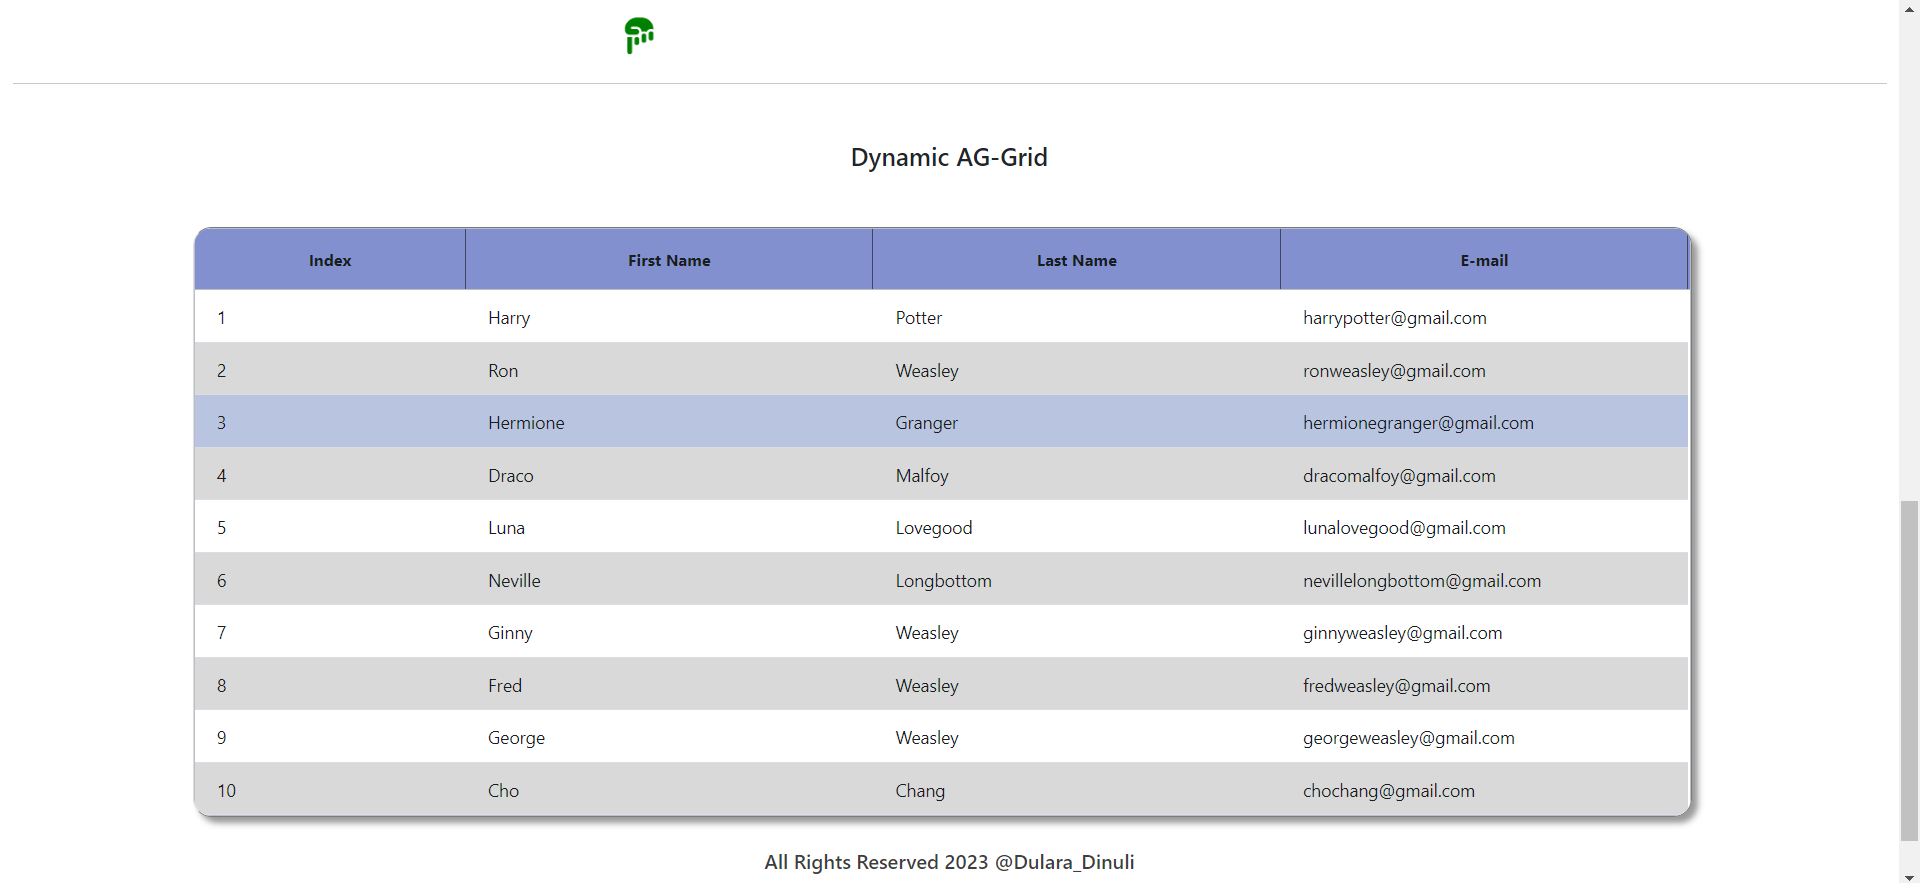 Dynamic AG-Grid
Index First Name Last Name E-mail
1 Harry Potter harrypotter@gmail.com
2 Ron Weasley ronweasley@gmail.com
3 Hermione Granger hermionegranger@gmail.com
4 Draco Malfoy dracomalfoy@gmail.com
5 Luna Lovegood lunalovegood@gmail.com
6 Neville Longbottom nevillelongbottom@gmail.com
7 Ginny Weasley ginnyweasley@gmail.com
8 Fred Weasley fredweasley@gmail.com
9 George Weasley georgeweasley@gmail.com
10 Cho Chang chochang@gmail.com
All Rights Reserved 2023 @Dulara_Dinuli